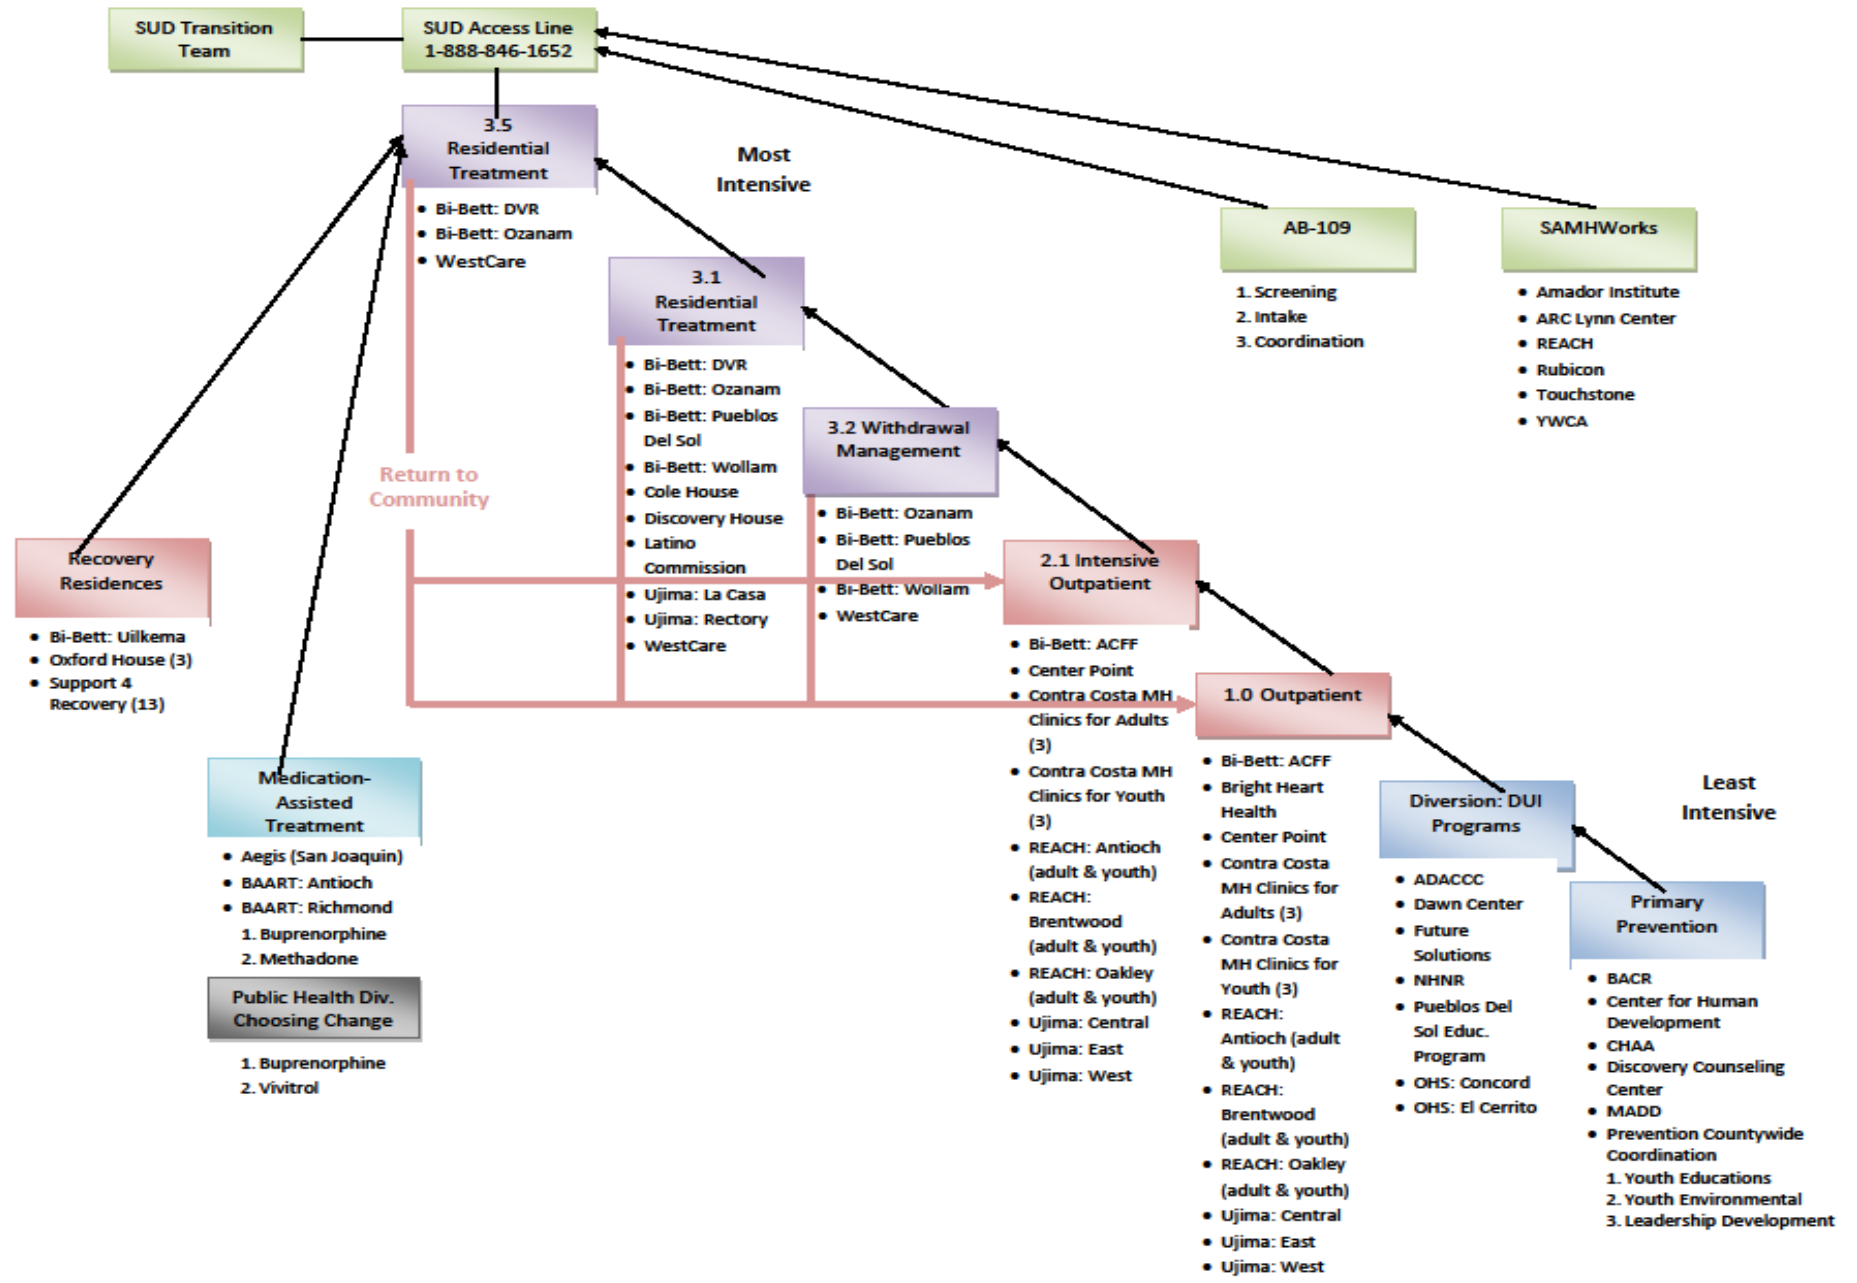 SUD Transition
Team
SUD Access Line
1-888-846-1652
3.5
Residential
Treatment
• Bi-Bett: DVR
• Bi-Bett: Ozanam
• WestCare
Most
Intensive
AB-109
1. Screening
2. Intake
3. Coordination
SAMHWorks
• Amador Institute
• ARC Lynn Center
• REACH
• Rubicon
• Touchstone
• YWCA
3.1
Residential
Treatment
• Bi-Bett: DVR
• Bi-Bett: Ozanam
• Bi-Bett: Pueblos
Del Sol
• Bi-Bett: Wollam
• Cole House
• Discovery House
• Latino
Commission
• Ujima: La Casa
• Ujima: Rectory
• WestCare
3.2 Withdrawal
Management
• Bi-Bett: Ozanam
• Bi-Bett: Pueblos
Del Sol
• Bi-Bett: Wollam
• WestCare
Return to
Community
Recovery
Residences
• Bi-Bett: Uilkema
• Oxford House (3)
• Support 4
Recovery (13)
Medication-
Assisted
Treatment
• Aegis (San Joaquin)
• BAART: Antioch
• BAART: Richmond
1. Buprenorphine
2. Methadone
Public Health Div.
Choosing Change
1. Buprenorphine
2. Vivitrol
2.1 Intensive
Outpatient
• Bi-Bett: ACFF
• Center Point
• Contra Costa MH
Clinics for Adults
(3)
• Contra Costa MH
Clinics for Youth
(3)
• REACH: Antioch
(adult & youth)
• REACH:
Brentwood
(adult & youth)
• REACH: Oakley
(adult & youth)
• Ujima: Central
• Ujima: East
• Ujima: West
1.0 Outpatient
• Bi-Bett: ACFF
• Bright Heart
Health
• Center Point
• Contra Costa
MH Clinics for
Adults (3)
• Contra Costa
MH Clinics for
Youth (3)
• REACH:
Antioch (adult
& youth)
• REACH:
Brentwood
(adult & youth)
• REACH: Oakley
(adult & youth)
• Ujima: Central
• Ujima: East
• Ujima: West
Diversion: DUI
Programs
• ADACCC
• Dawn Center
• Future
Solutions
• NHNR
• Pueblos Del
Sol Educ.
Program
• OHS: Concord
• OHS: El Cerrito
Least
Intensive
Primary
Prevention
• BACR
• Center for Human
Development
• CHAA
• Discovery Counseling
Center
• MADD
• Prevention Countywide
Coordination
1. Youth Educations
2. Youth Environmental
3. Leadership Development